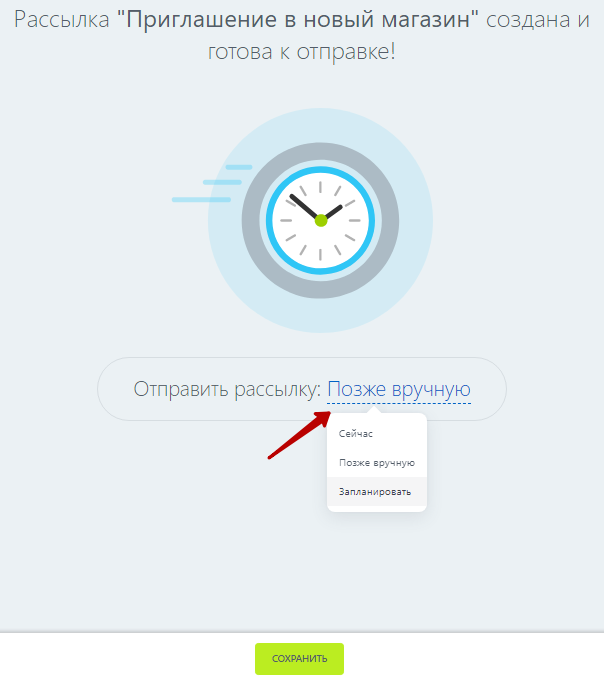 Рассылка "Приглашение в новый магазин" создана и
готова к отправке!
Отправить рассылку: Позже вручную
Сейчас
Позже вручную
Запланировать
СОХРАНИТЬ